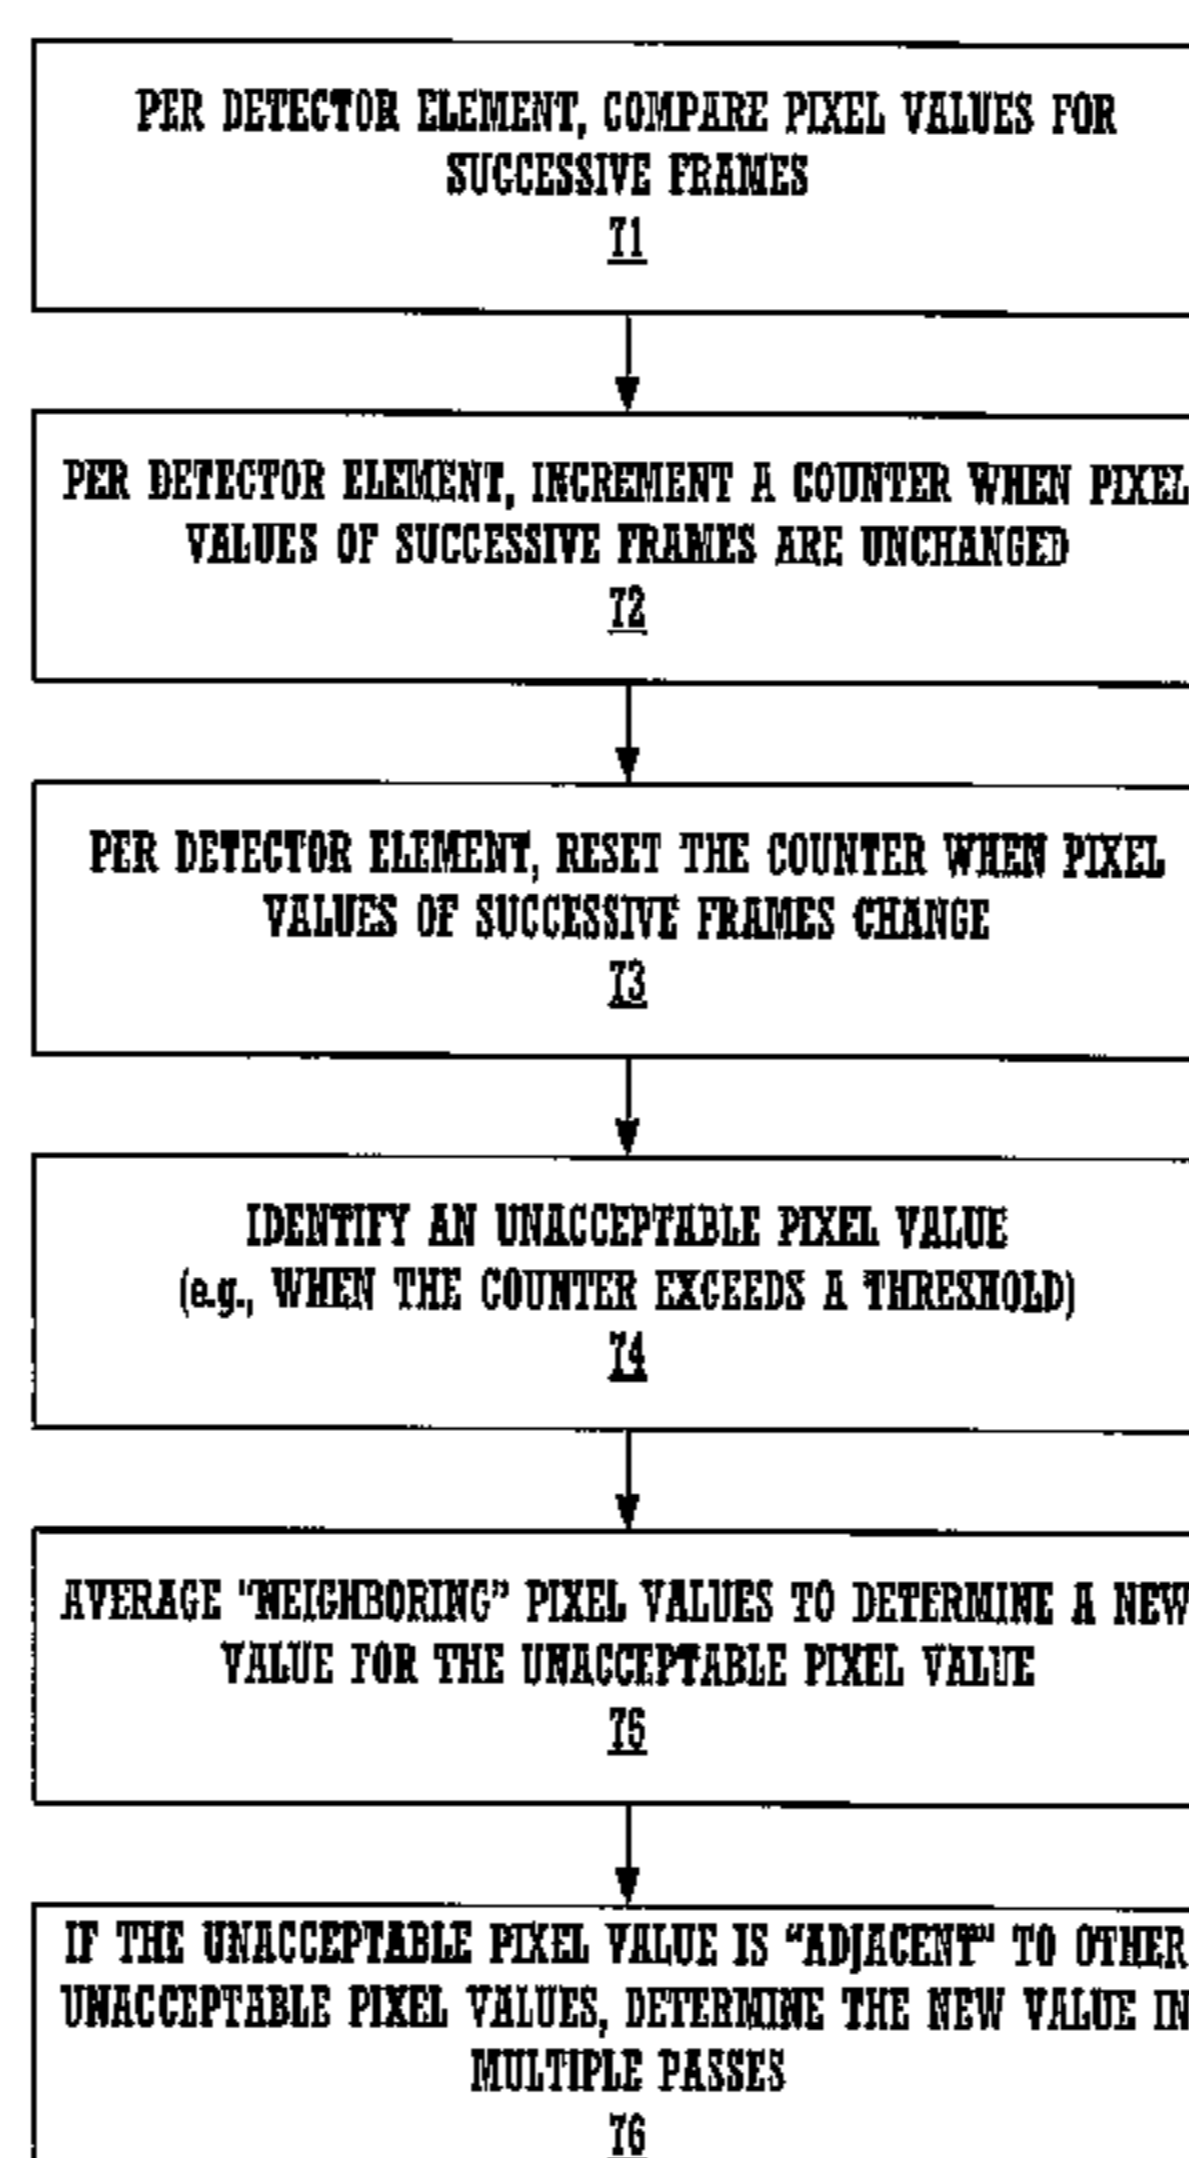 PER DETECTOR ELEMENT, COMPARE PIXEL VALUES FOR
SUCCESSIVE FRAMES
71
PER DETECTOR ELEMENT, INCREMENT A COUNTER WHEN PIXEL
VALUES OF SUCCESSIVE FRAMES ARE UNCHANGED
72
PER DETECTOR ELEMENT, RESET THE COUNTER WHEN PIXEL
VALUES OF SUCCESSIVE FRAMES CHANGE
73
IDENTIFY AN UNACCEPTABLE PIXEL VALUE
(e.g., WHEN THE COUNTER EXCEEDS A THRESHOLD)
74
AVERAGE "NEIGHBORING” PIXEL VALUES TO DETERMINE A NEW
VALUE FOR THE UNACCEPTABLE PIXEL VALUE
75
IF THE UNACCEPTABLE PIXEL VALUE IS “ADJACENT” TO OTHER
UNACCEPTABLE PIXEL VALUES, DETERMINE THE NEW VALUE IN
MULTIPLE PASSES
76